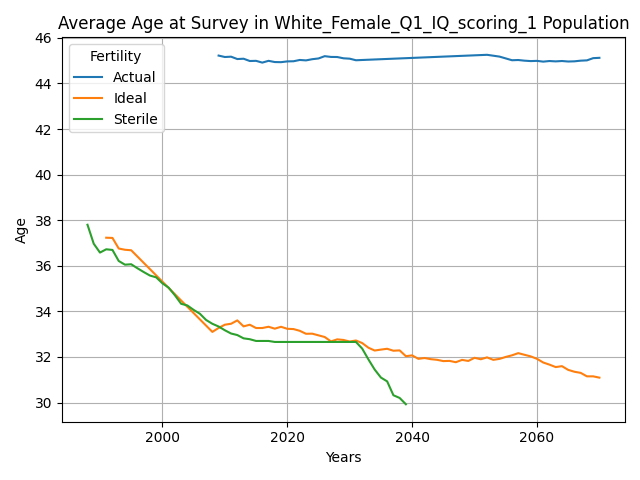 Average Age at Survey in White_Female_Q1_IQ_scoring_1 Population
Fertility
Actual
Ideal
Sterile
Age
46
44
42
40
38
36
34
32
30
2000
2020
2040
2060
Years